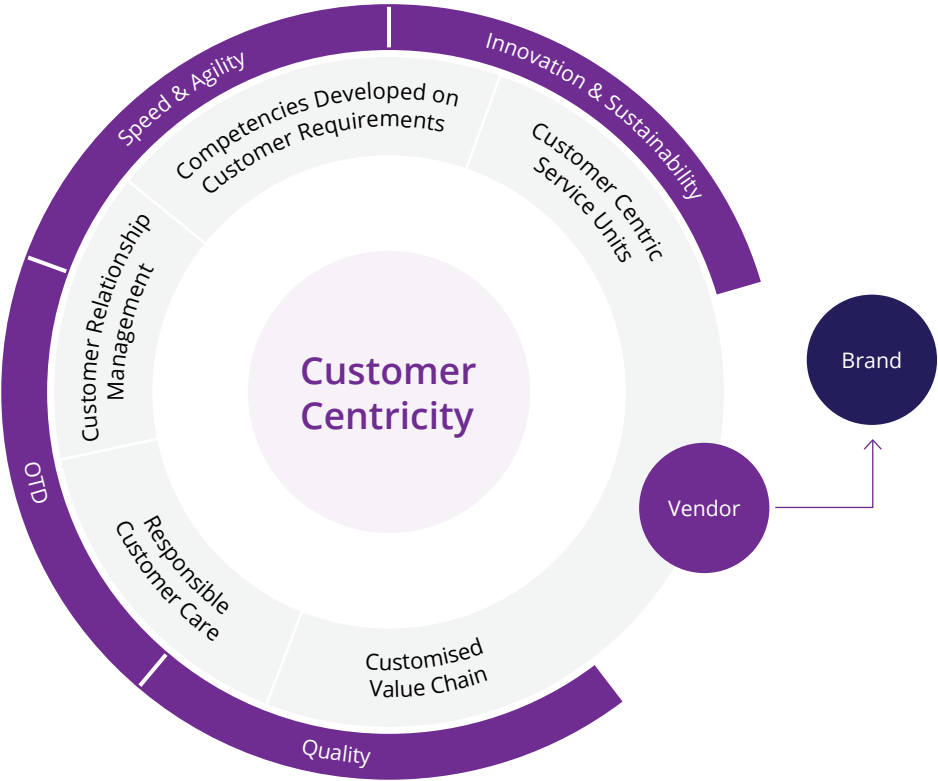 Speed & Agility
Innovation & Sustainability
Competencies Developed on
Customer Requirements
Customer Centric
Service Units
Customer Relationship
Management
Customer
Centricity
Brand
OTD
Vendor
Responsible
Customer Care
Customised
Value Chain
Quality